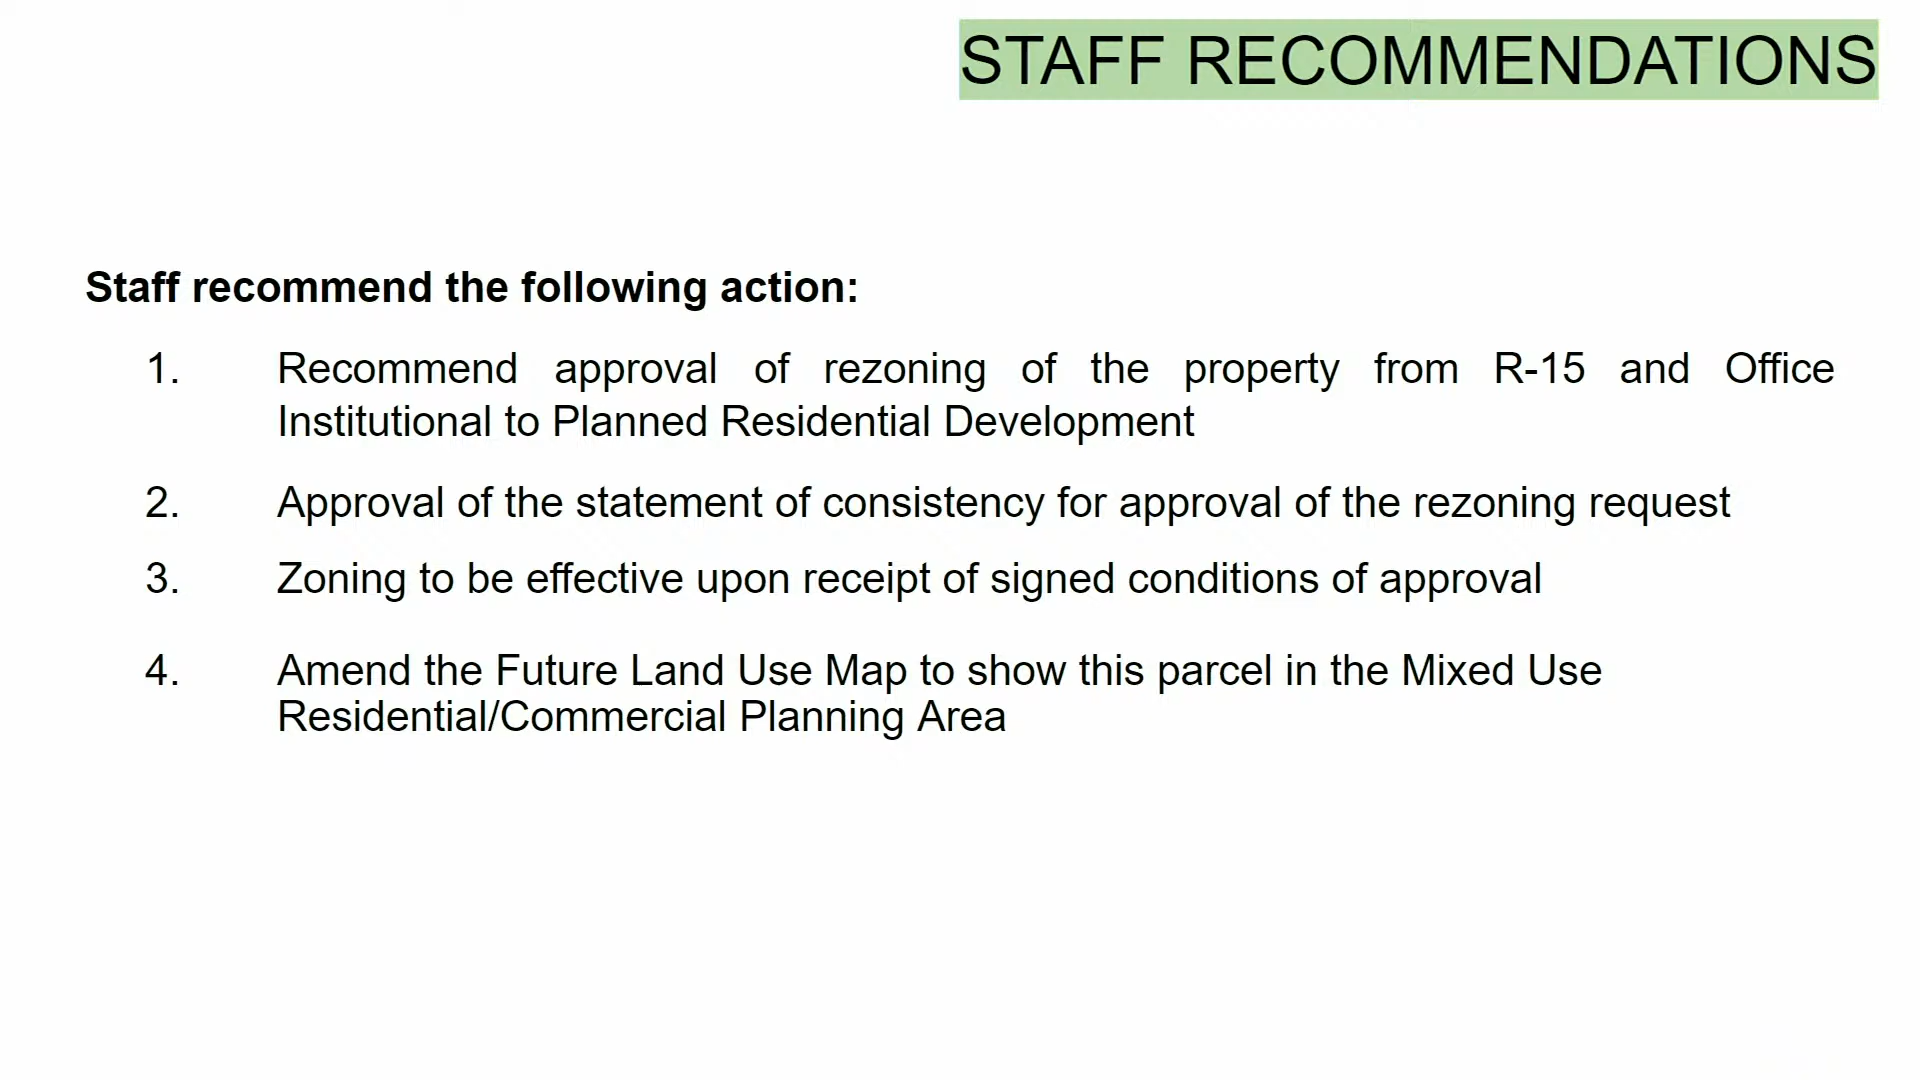 STAFF RECOMMENDATIONS
Staff recommend the following action:
1. Recommend approval of rezoning of the property from R-15 and Office
Institutional to Planned Residential Development
2. Approval of the statement of consistency for approval of the rezoning request
3. Zoning to be effective upon receipt of signed conditions of approval
4. Amend the Future Land Use Map to show this parcel in the Mixed Use
Residential/Commercial Planning Area